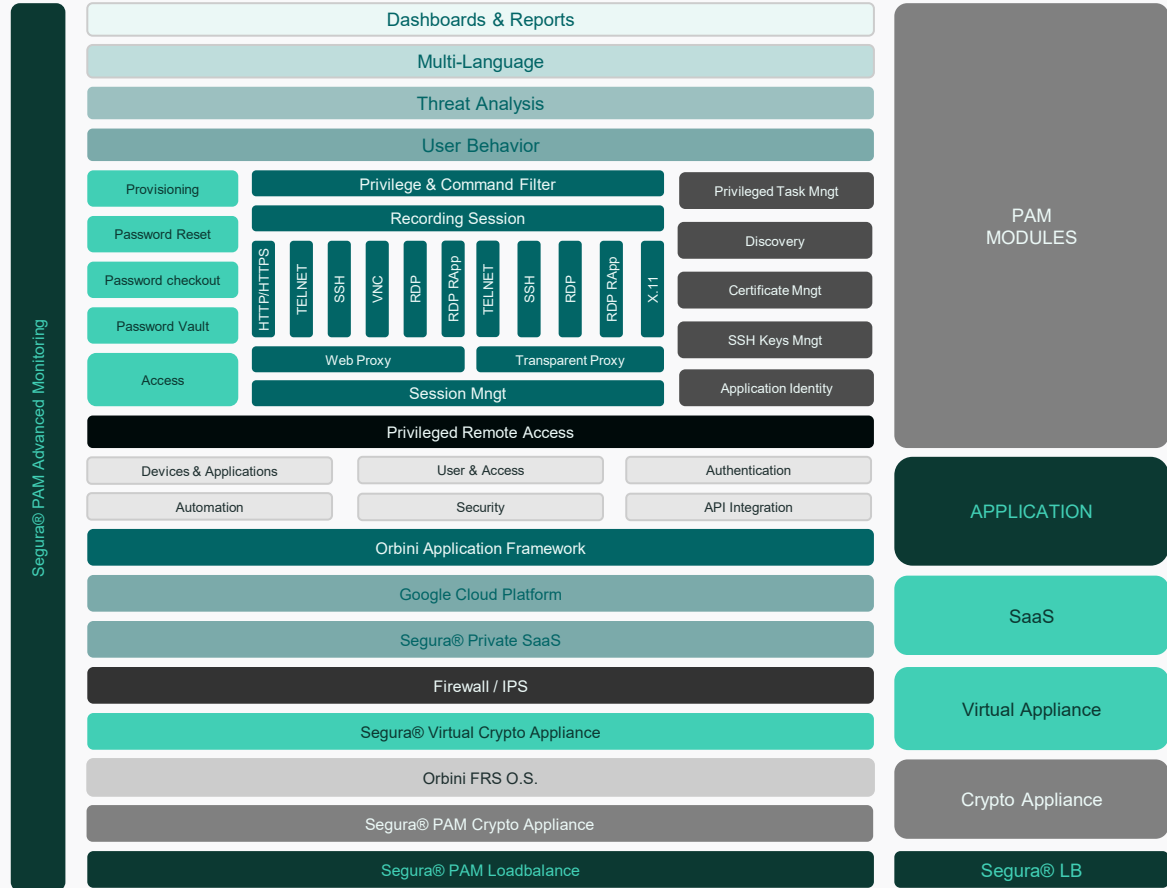 Segura® PAM Advanced Monitoring
Dashboards & Reports
Multi-Language
Threat Analysis
User Behavior
Provisioning
Password Reset
Password checkout
Password Vault
Access
Privilege & Command Filter
Recording Session
HTTP/HTTPS
TELNET
SSH
VNC
RDP
RDP RApp
TELNET
SSH
RDP
RDP RApp
X.11
Web Proxy
Transparent Proxy
Session Mngt
Privileged Task Mngt
Discovery
Certificate Mngt
SSH Keys Mngt
Application Identity
Privileged Remote Access
Devices & Applications
User & Access
Authentication
Automation
Security
API Integration
Orbini Application Framework
Google Cloud Platform
Segura® Private SaaS
Firewall / IPS
Segura® Virtual Crypto Appliance
Orbini FRS O.S.
Segura® PAM Crypto Appliance
Segura® PAM Loadbalance
PAM
MODULES
APPLICATION
SaaS
Virtual Appliance
Crypto Appliance
Segura® LB